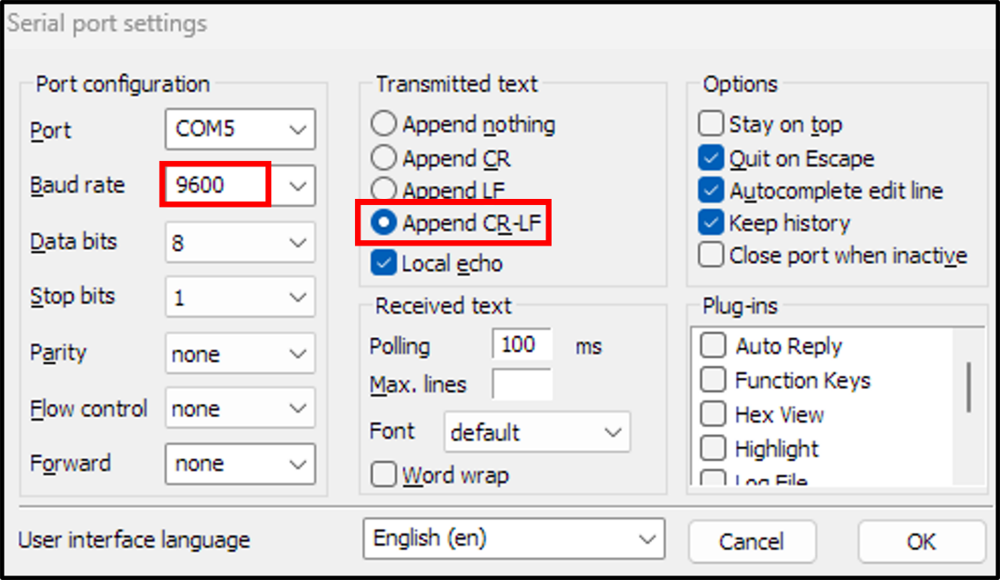 Serial port settings
Port configuration
Port COM5
Baud rate 9600
Data bits 8
Stop bits 1
Parity none
Flow control none
Forward none
Transmitted text
Append nothing
Append CR
Append LF
Append CR-LF
Local echo
Received text
Polling 100 ms
Max. lines
Font default
Word wrap
Options
Stay on top
Quit on Escape
Autocomplete edit line
Keep history
Close port when inactive
Plug-ins
Auto Reply
Function Keys
Hex View
Highlight
Log File
User interface language English (en) Cancel OK